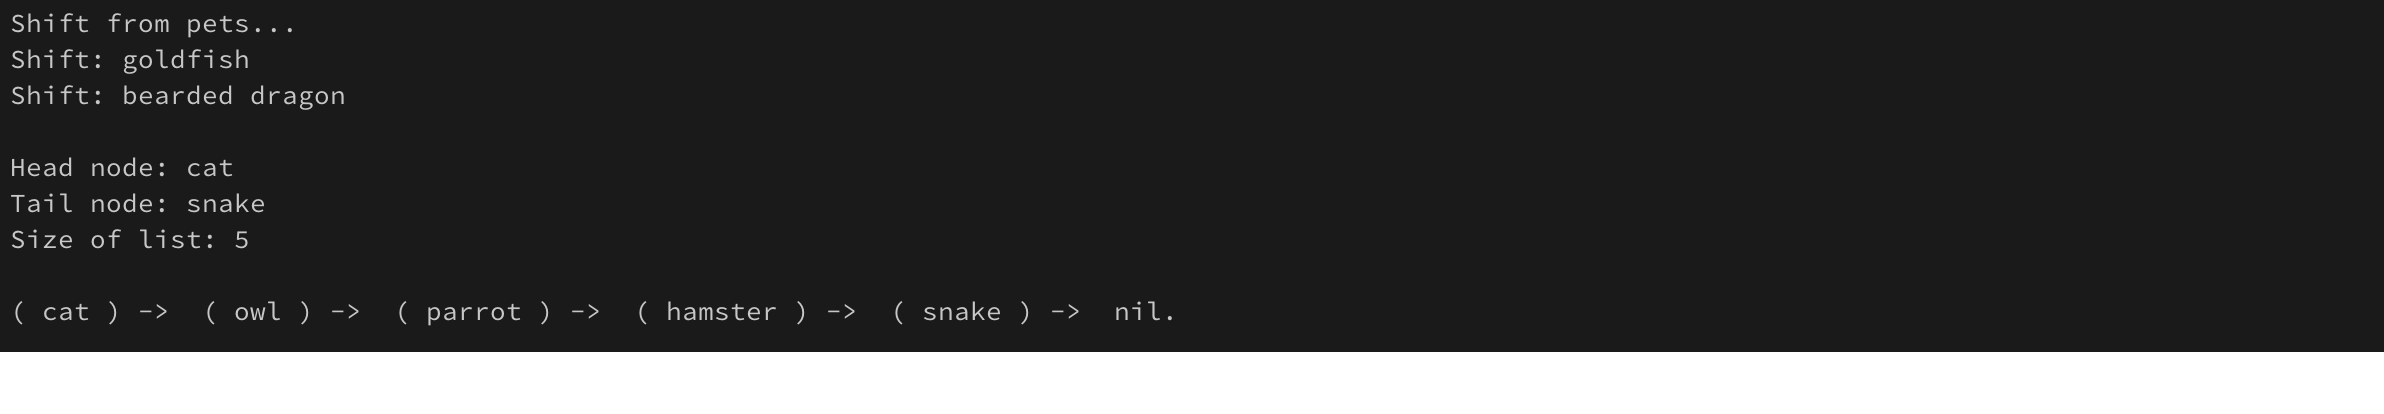 Shift from pets...
Shift: goldfish
Shift: bearded dragon
Head node: cat
Tail node: snake
Size of list: 5
( cat ) ->  ( owl ) ->  ( parrot ) ->  ( hamster ) ->  ( snake ) ->  nil.